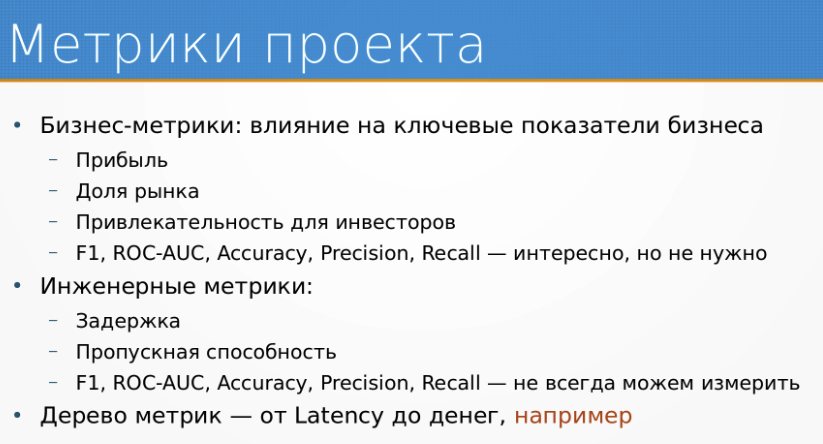 Метрики проекта
• Бизнес-метрики: влияние на ключевые показатели бизнеса
– Прибыль
– Доля рынка
– Привлекательность для инвесторов
– F1, ROC-AUC, Accuracy, Precision, Recall — интересно, но не нужно
• Инженерные метрики:
– Задержка
– Пропускная способность
– F1, ROC-AUC, Accuracy, Precision, Recall — не всегда можем измерить
• Дерево метрик — от Latency до денег, например